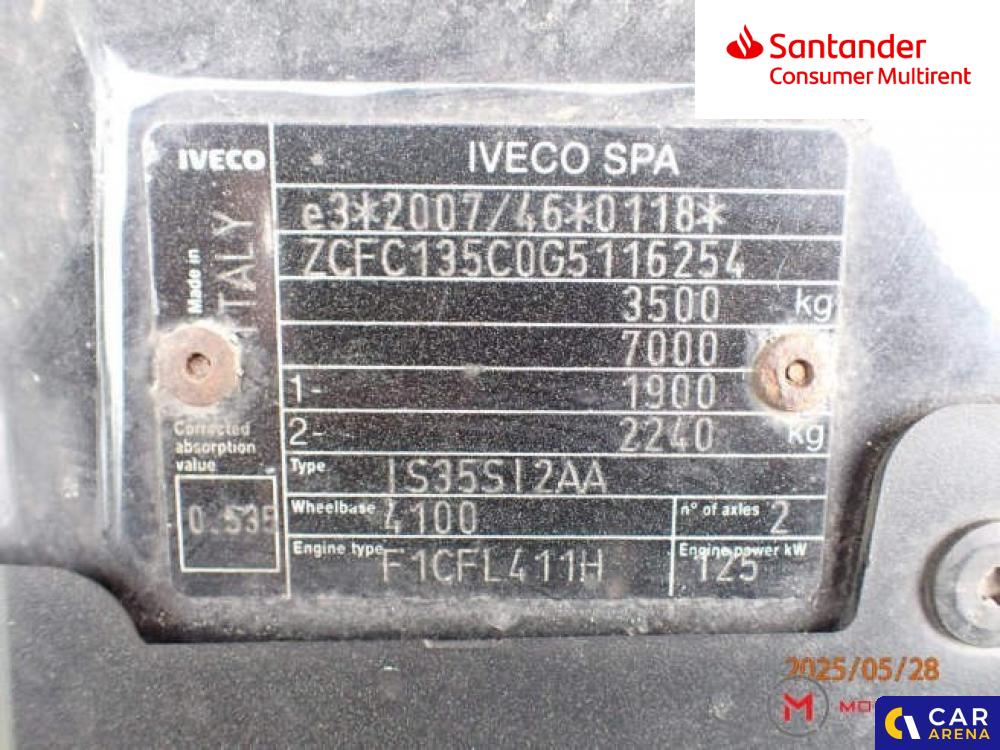 Santander
Consumer Multirent
IVECO
IVECO SPA
Made in
ITALY
e3*2007/46*0118*
ZCFC135C0G5116254
3500 kg
7000
1- 1900
2- 2240 kg
Corrected
absorption
value
0.535
Type IS35SI2AA
Wheelbase 4100
n° of axles 2
Engine type F1CFL411H
Engine power kW 125
2025/05/28
M
CAR
ARENA